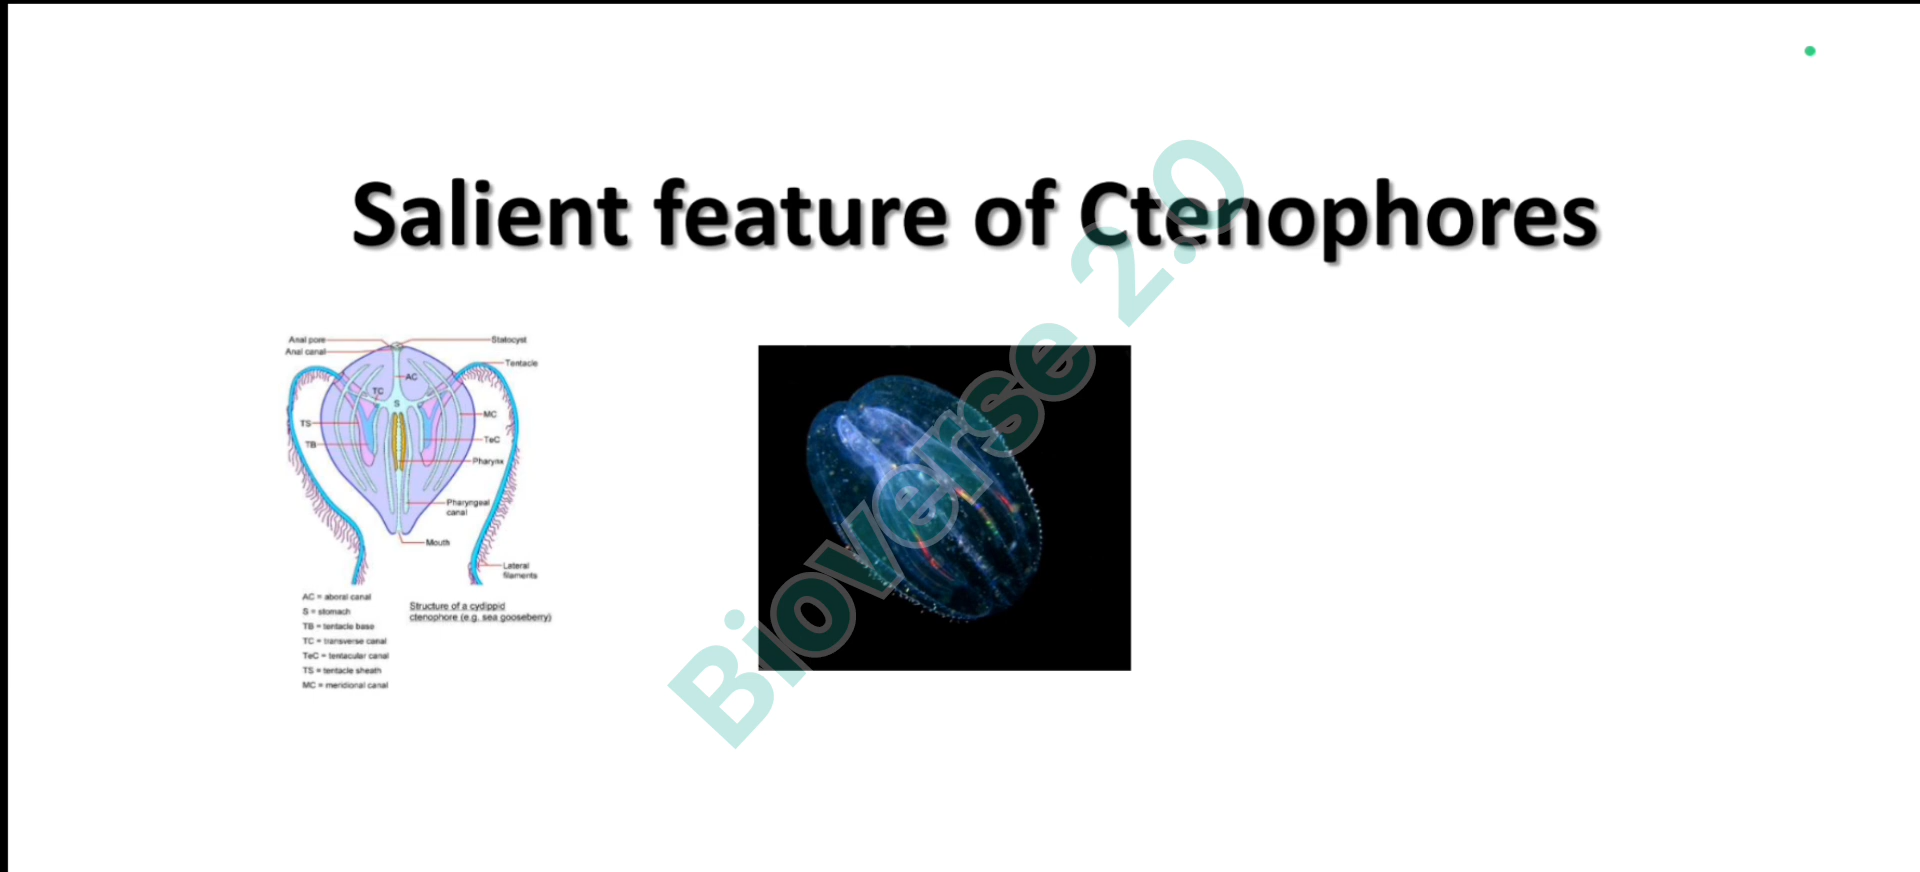 Salient feature of Ctenophores
Anal pore
Anal canal
Statocyst
Tentacle
AC
TC
S
MC
TS
TB
TeC
Pharynx
Pharyngeal
canal
Mouth
Lateral
filaments
AC = aboral canal
S = stomach
TB = tentacle base
TC = transverse canal
TeC = tentacular canal
TS = tentacle sheath
MC = meridional canal
Structure of a cydippid
ctenophore (e.g. sea gooseberry)
Bioverse 2.0